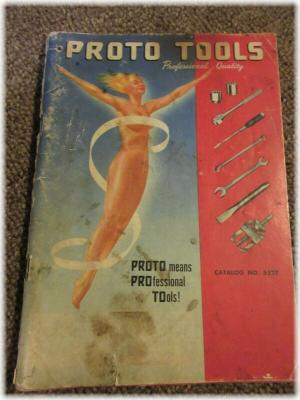 PROTO TOOLS
Professional Quality
PROTO means
PROfessional
TOols!
CATALOG NO.